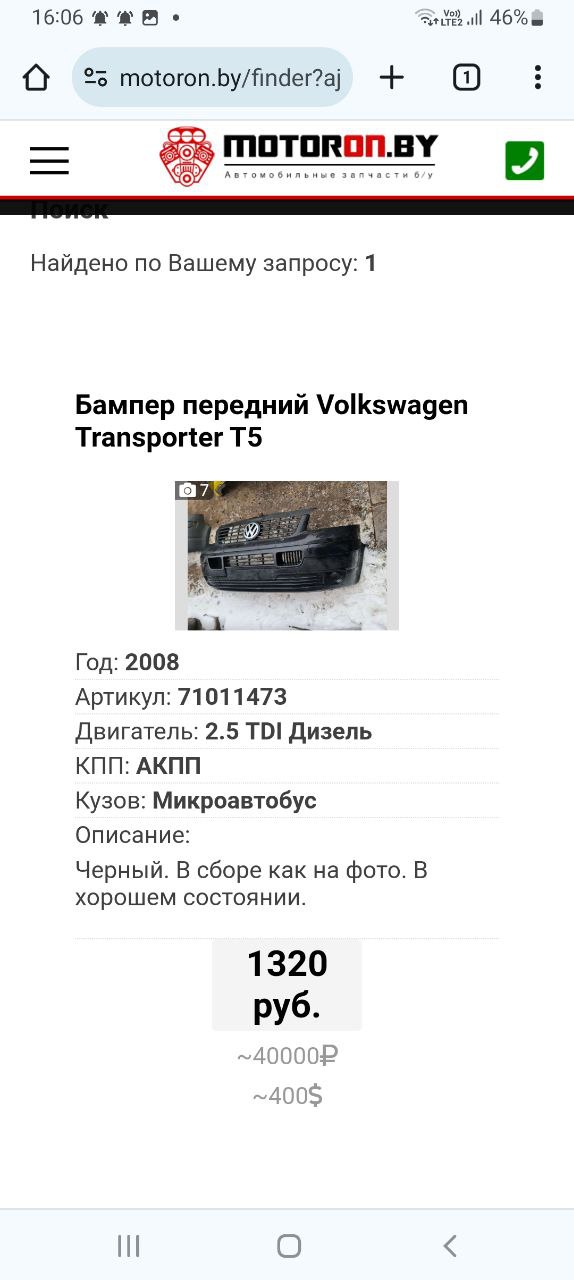 16:06 Vo)) LTE2 46%
motoron.by/finder?aj 1
MOTORON.BY
Автомобильные запчасти б/у
Поиск
Найдено по Вашему запросу: 1
Бампер передний Volkswagen
Transporter T5
7
Год: 2008
Артикул: 71011473
Двигатель: 2.5 TDI Дизель
КПП: АКПП
Кузов: Микроавтобус
Описание:
Черный. В сборе как на фото. В
хорошем состоянии.
1320
руб.
~40000₽
~400$